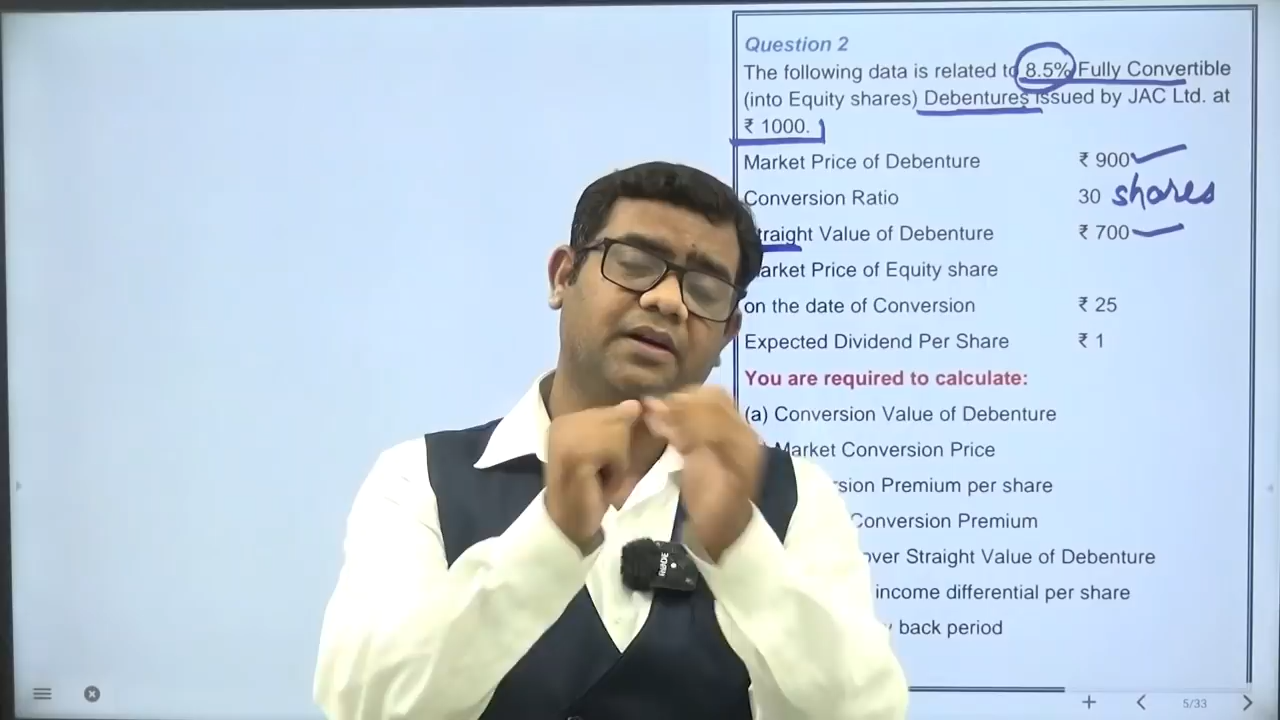 Question 2
The following data is related to 8.5% Fully Convertible
(into Equity shares) Debentures issued by JAC Ltd. at
₹ 1000.
Market Price of Debenture ₹ 900
Conversion Ratio 30 shares
Value of Debenture ₹ 700
Price of Equity share
on the date of Conversion ₹ 25
Expected Dividend Per Share ₹ 1
You are required to calculate:
(a) Conversion Value of Debenture
Market Conversion Price
Premium per share
Conversion Premium
over Straight Value of Debenture
income differential per share
back period
5/33
RØDE